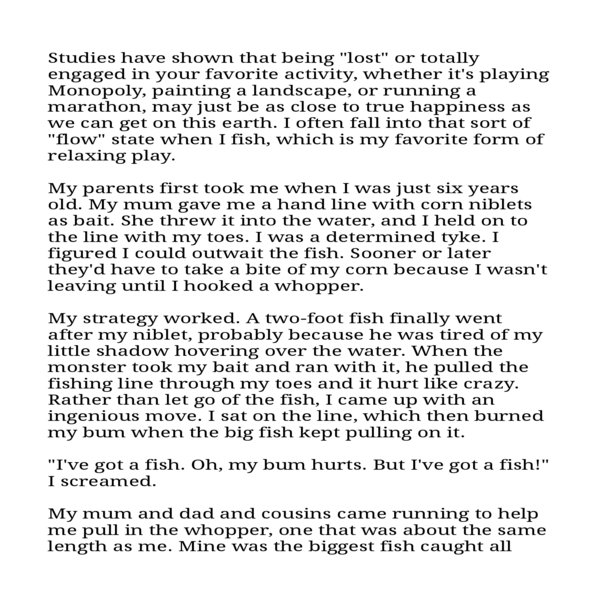 Studies have shown that being "lost" or totally
engaged in your favorite activity, whether it's playing
Monopoly, painting a landscape, or running a
marathon, may just be as close to true happiness as
we can get on this earth. I often fall into that sort of
"flow" state when I fish, which is my favorite form of
relaxing play.
My parents first took me when I was just six years
old. My mum gave me a hand line with corn niblets
as bait. She threw it into the water, and I held on to
the line with my toes. I was a determined tyke. I
figured I could outwait the fish. Sooner or later
they'd have to take a bite of my corn because I wasn't
leaving until I hooked a whopper.
My strategy worked. A two-foot fish finally went
after my niblet, probably because he was tired of my
little shadow hovering over the water. When the
monster took my bait and ran with it, he pulled the
fishing line through my toes and it hurt like crazy.
Rather than let go of the fish, I came up with an
ingenious move. I sat on the line, which then burned
my bum when the big fish kept pulling on it.
"I've got a fish. Oh, my bum hurts. But I've got a fish!"
I screamed.
My mum and dad and cousins came running to help
me pull in the whopper, one that was about the same
length as me. Mine was the biggest fish caught all